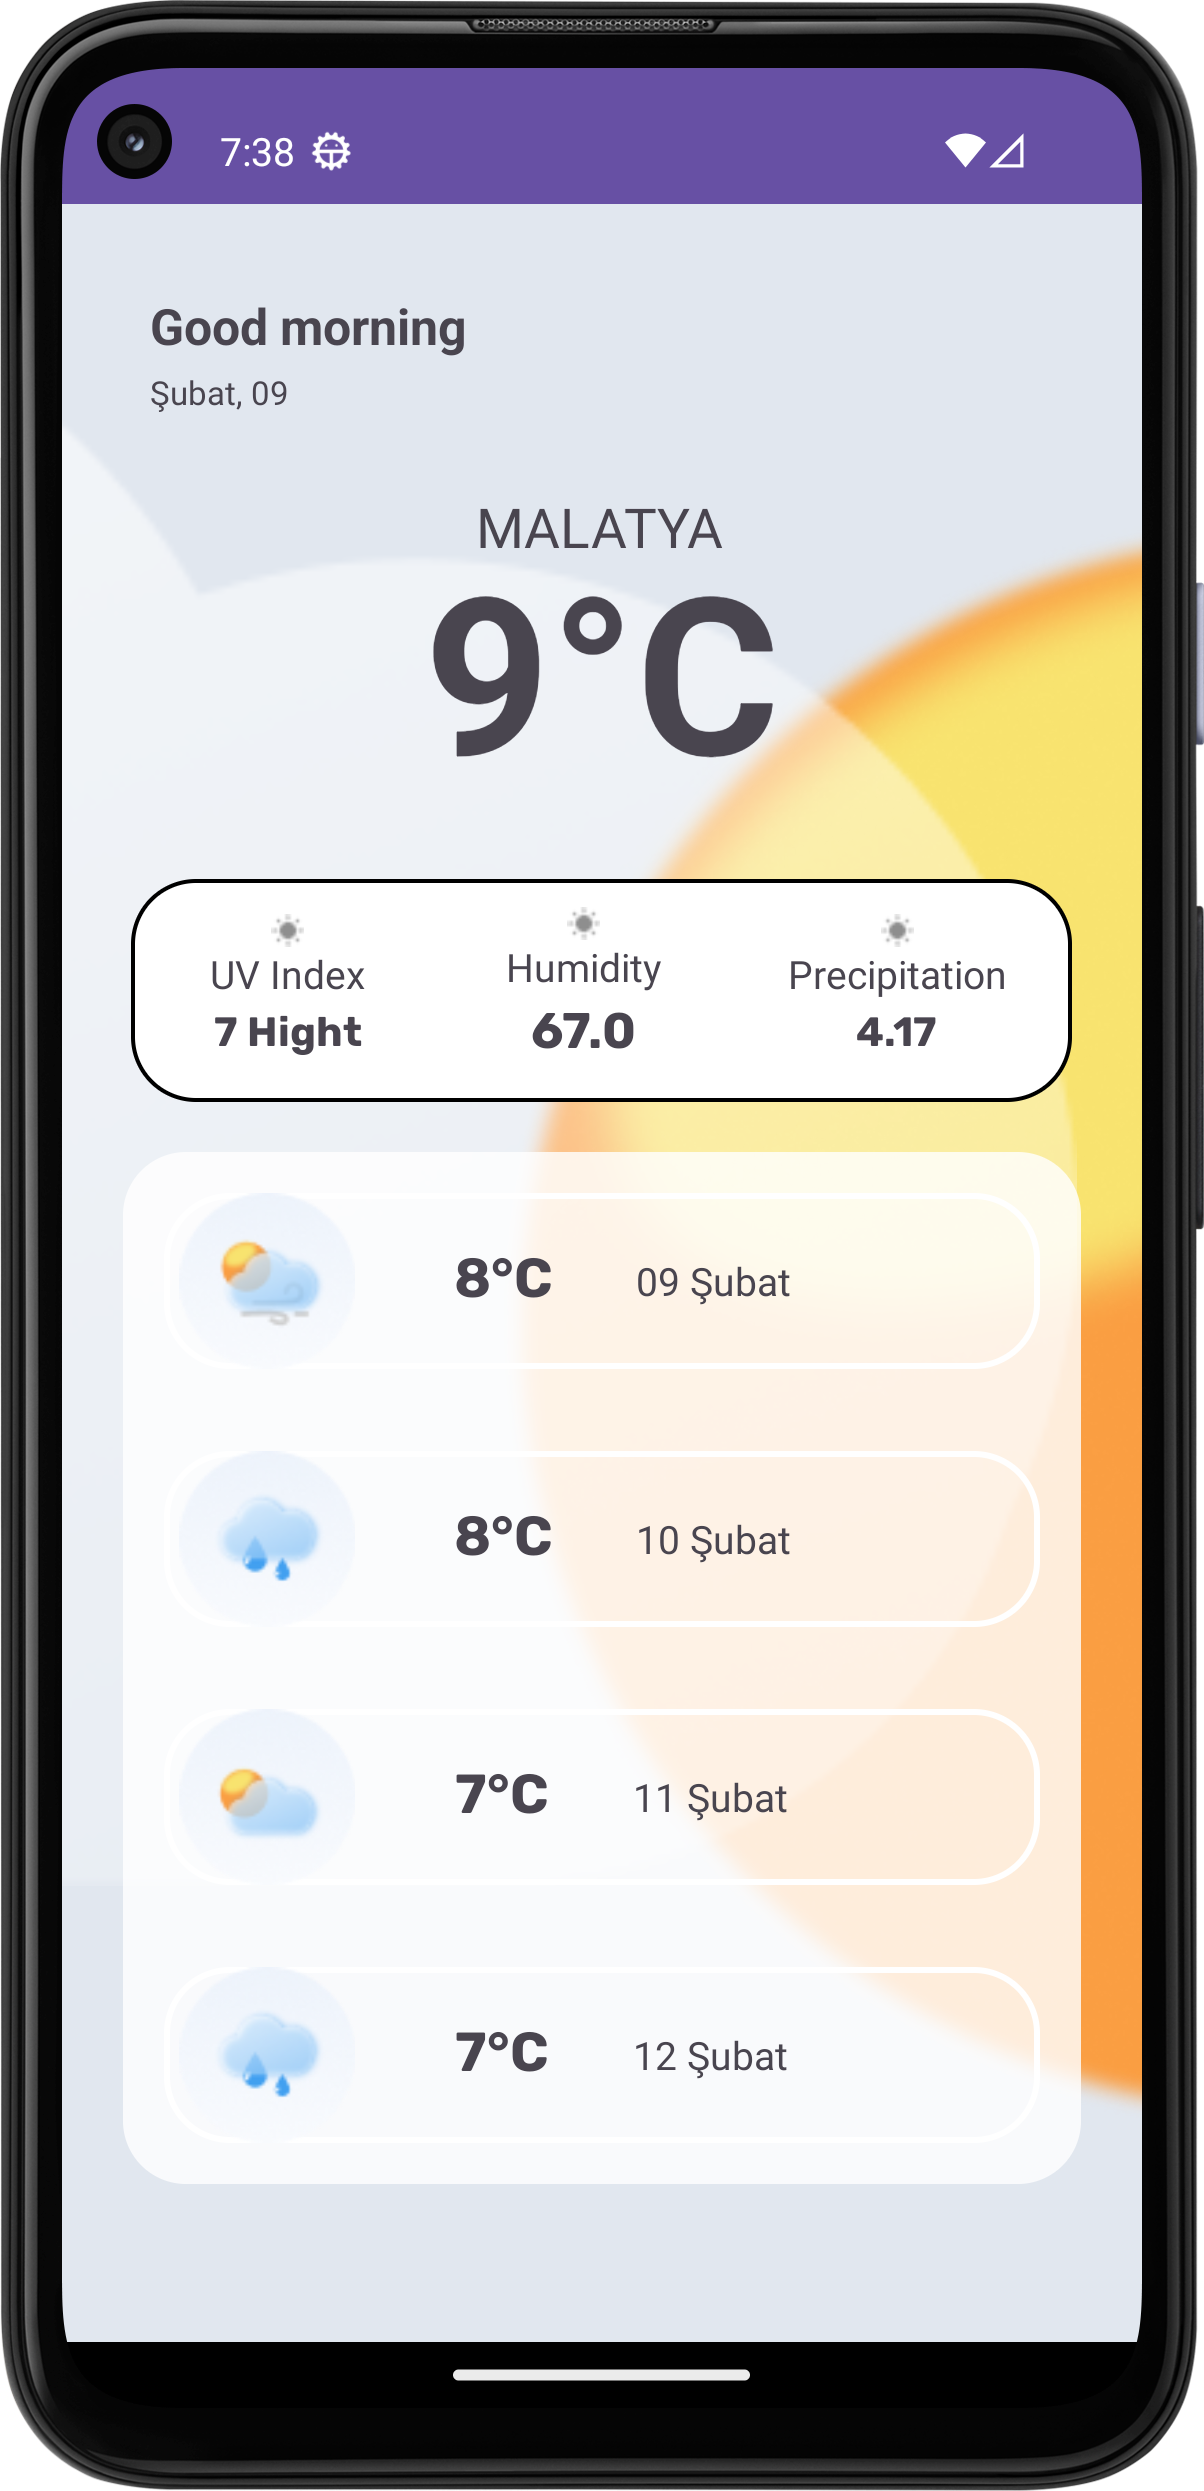 7:38
Good morning
Şubat, 09
MALATYA
9°C
UV Index
7 Hight
Humidity
67.0
Precipitation
4.17
8°C 09 Şubat
8°C 10 Şubat
7°C 11 Şubat
7°C 12 Şubat